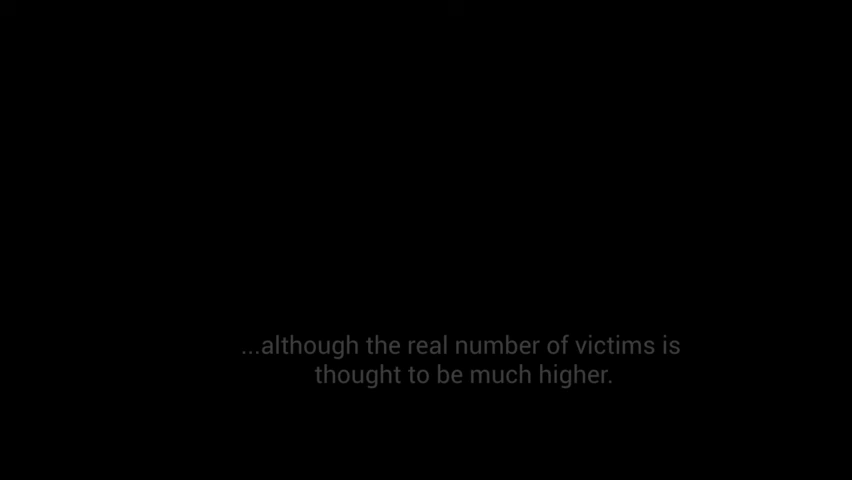 ...although the real number of victims is
thought to be much higher.